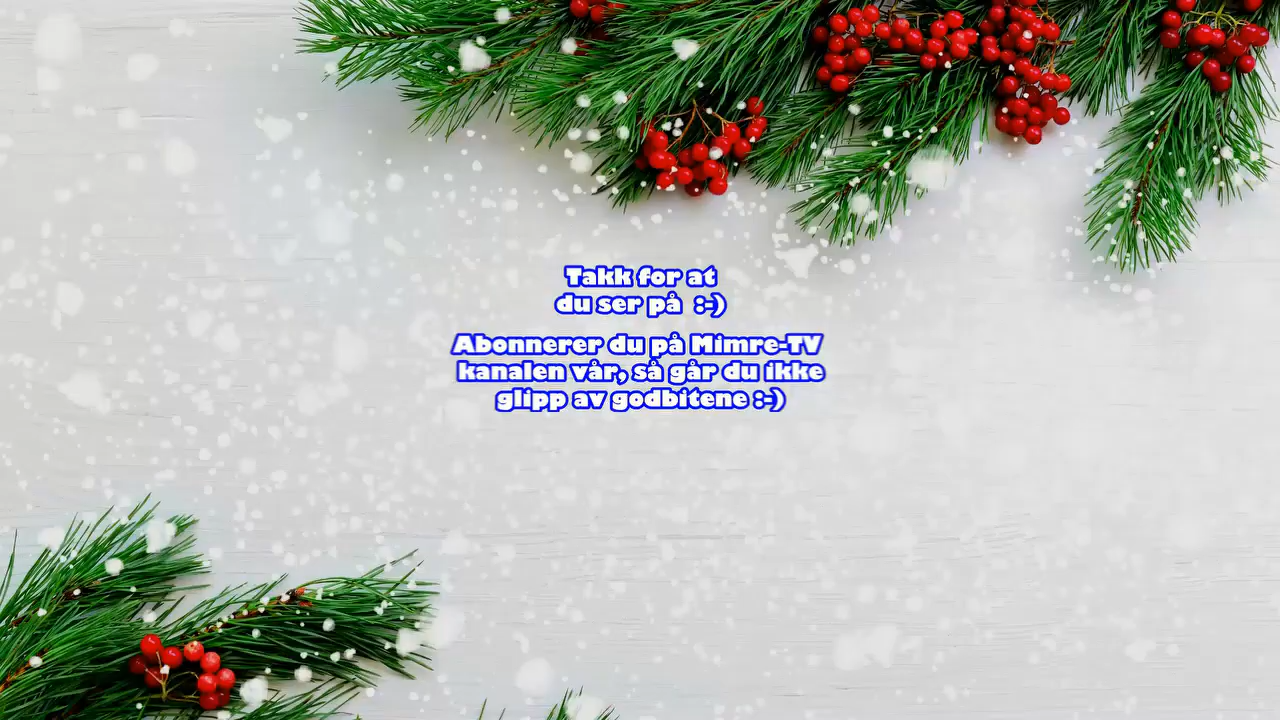 Takk for at
du ser på :-)
Abonnerer du på Mimre-TV
kanalen vår, så går du ikke
glipp av godbitene :-)